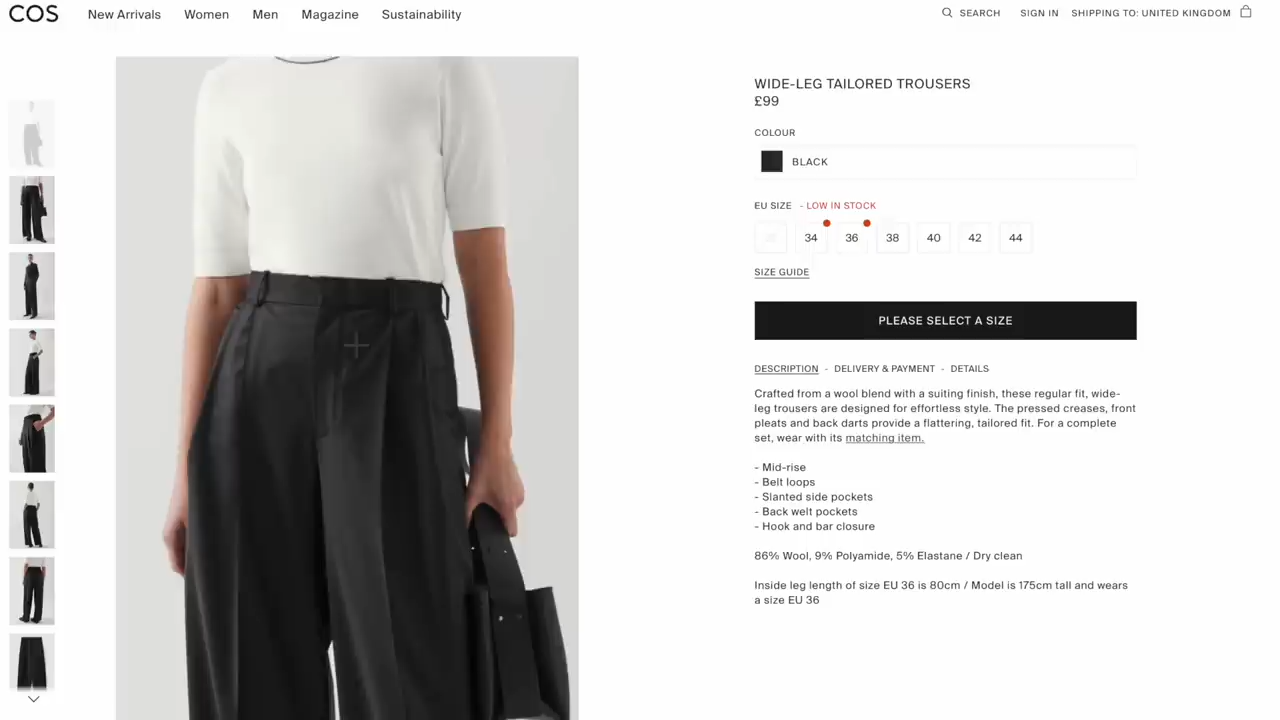 COS
New Arrivals Women Men Magazine Sustainability
SEARCH SIGN IN SHIPPING TO: UNITED KINGDOM
WIDE-LEG TAILORED TROUSERS
£99
COLOUR
BLACK
EU SIZE - LOW IN STOCK
34 36 38 40 42 44
SIZE GUIDE
PLEASE SELECT A SIZE
DESCRIPTION - DELIVERY & PAYMENT - DETAILS
Crafted from a wool blend with a suiting finish, these regular fit, wide-
leg trousers are designed for effortless style. The pressed creases, front
pleats and back darts provide a flattering, tailored fit. For a complete
set, wear with its matching item.
- Mid-rise
- Belt loops
- Slanted side pockets
- Back welt pockets
- Hook and bar closure
86% Wool, 9% Polyamide, 5% Elastane / Dry clean
Inside leg length of size EU 36 is 80cm / Model is 175cm tall and wears
a size EU 36